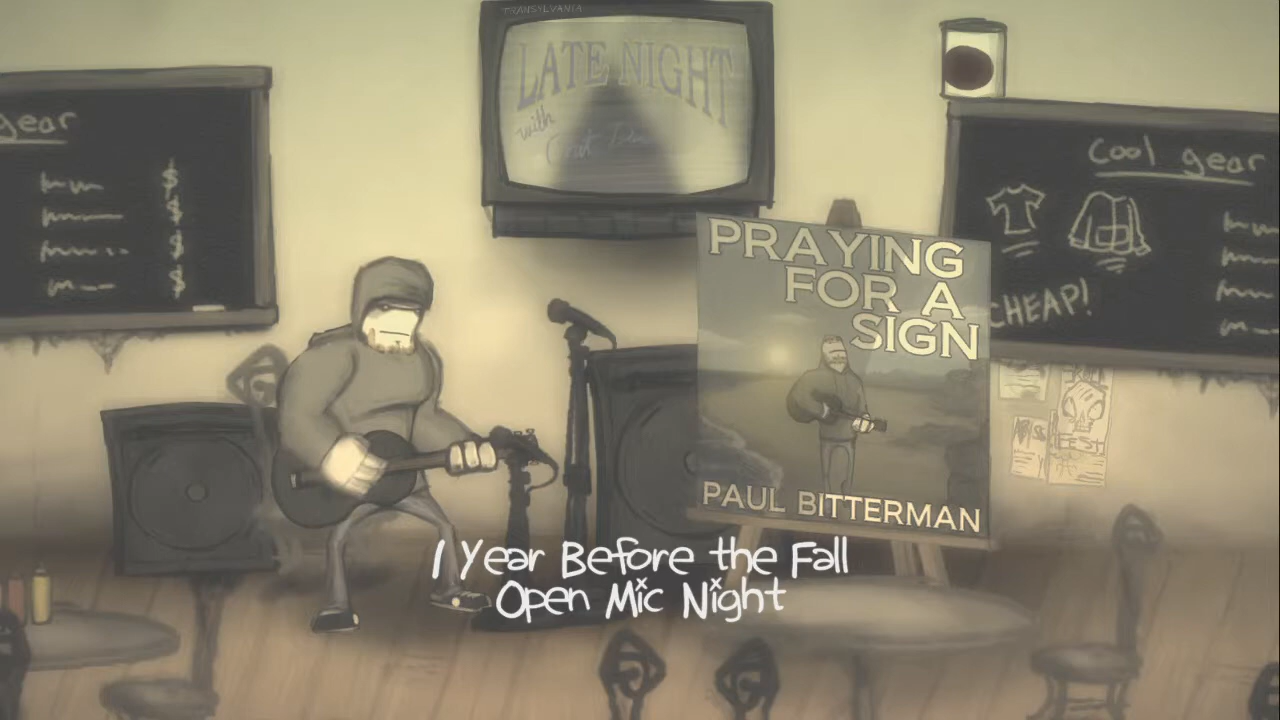 gear
$
$
$
$
TRANSYLVANIA
LATE NIGHT
with
Cool gear
CHEAP!
PRAYING
FOR A
SIGN
PAUL BITTERMAN
FEST
1 Year Before the Fall
Open Mic Night